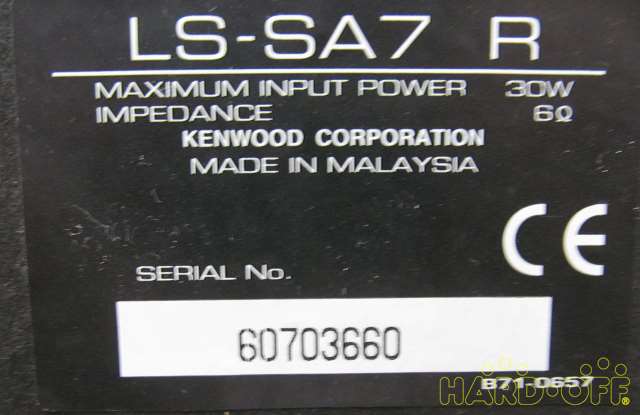 LS-SA7 R
MAXIMUM INPUT POWER 30W
IMPEDANCE 6Ω
KENWOOD CORPORATION
MADE IN MALAYSIA
CE
SERIAL No.
60703660
B71-0657
HARD-OFF